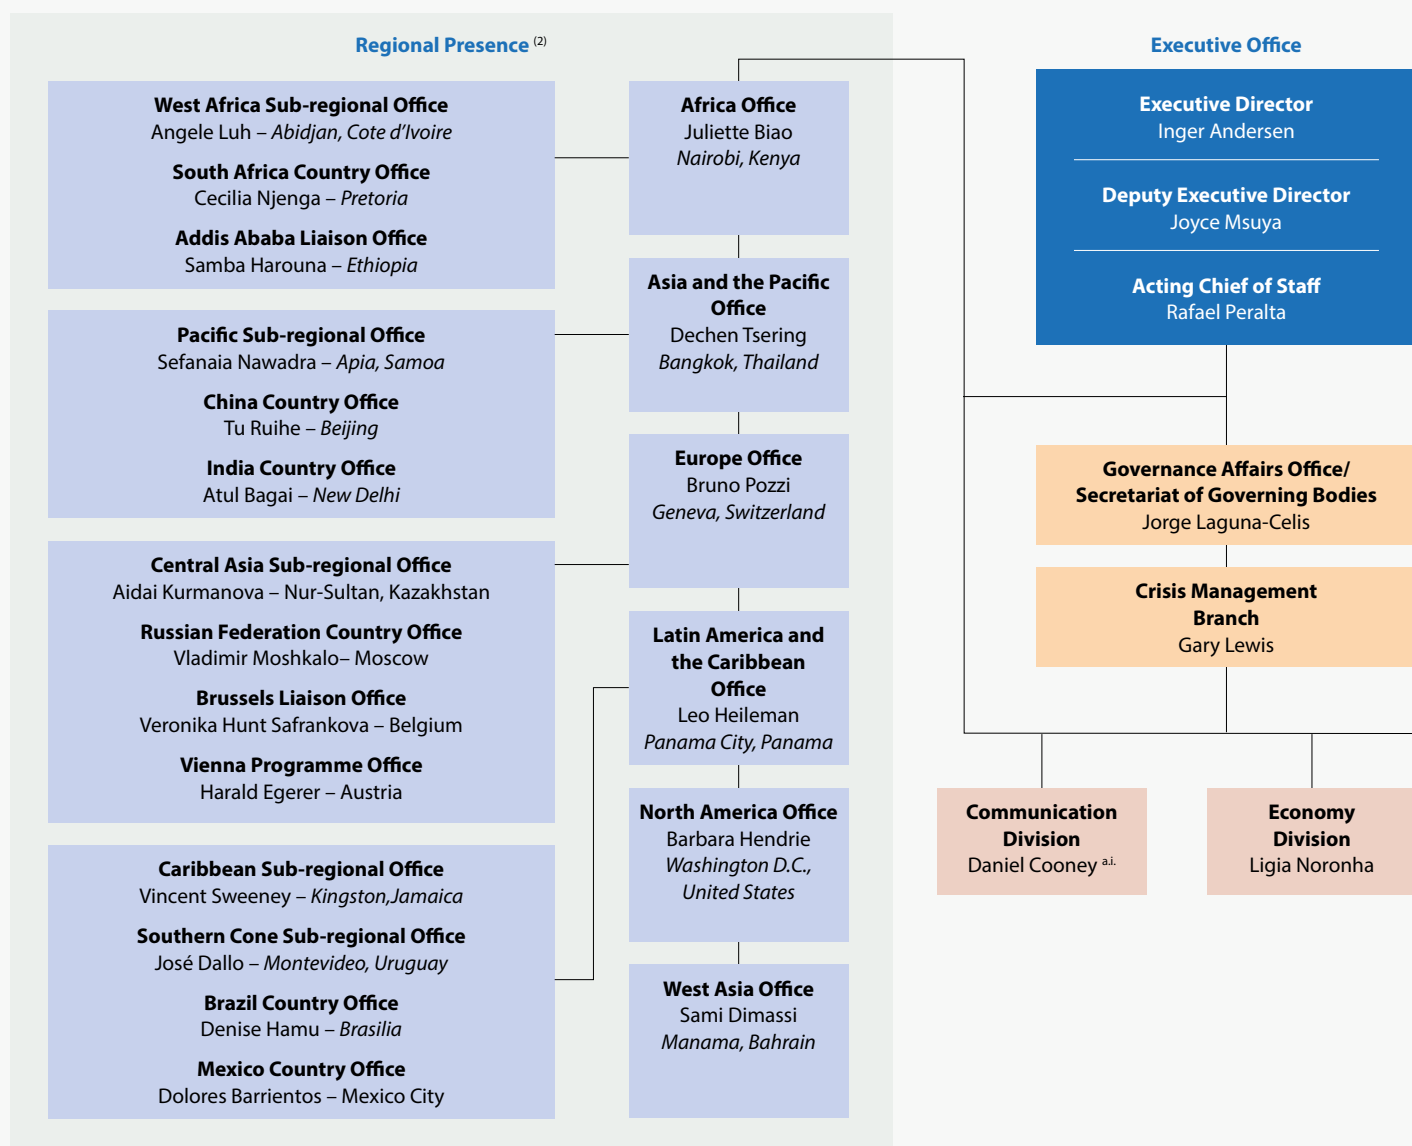 Regional Presence (2)
West Africa Sub-regional Office
Angele Luh – Abidjan, Cote d’Ivoire
South Africa Country Office
Cecilia Njenga – Pretoria
Addis Ababa Liaison Office
Samba Harouna – Ethiopia
Pacific Sub-regional Office
Sefanaia Nawadra – Apia, Samoa
China Country Office
Tu Ruihe – Beijing
India Country Office
Atul Bagai – New Delhi
Central Asia Sub-regional Office
Aidai Kurmanova – Nur-Sultan, Kazakhstan
Russian Federation Country Office
Vladimir Moshkalo– Moscow
Brussels Liaison Office
Veronika Hunt Safrankova – Belgium
Vienna Programme Office
Harald Egerer – Austria
Caribbean Sub-regional Office
Vincent Sweeney – Kingston,Jamaica
Southern Cone Sub-regional Office
José Dallo – Montevideo, Uruguay
Brazil Country Office
Denise Hamu – Brasilia
Mexico Country Office
Dolores Barrientos – Mexico City
Africa Office
Juliette Biao
Nairobi, Kenya
Asia and the Pacific
Office
Dechen Tsering
Bangkok, Thailand
Europe Office
Bruno Pozzi
Geneva, Switzerland
Latin America and
the Caribbean
Office
Leo Heileman
Panama City, Panama
North America Office
Barbara Hendrie
Washington D.C.,
United States
West Asia Office
Sami Dimassi
Manama, Bahrain
Executive Office
Executive Director
Inger Andersen
Deputy Executive Director
Joyce Msuya
Acting Chief of Staff
Rafael Peralta
Governance Affairs Office/
Secretariat of Governing Bodies
Jorge Laguna-Celis
Crisis Management
Branch
Gary Lewis
Communication
Division
Daniel Cooney a.i.
Economy
Division
Ligia Noronha